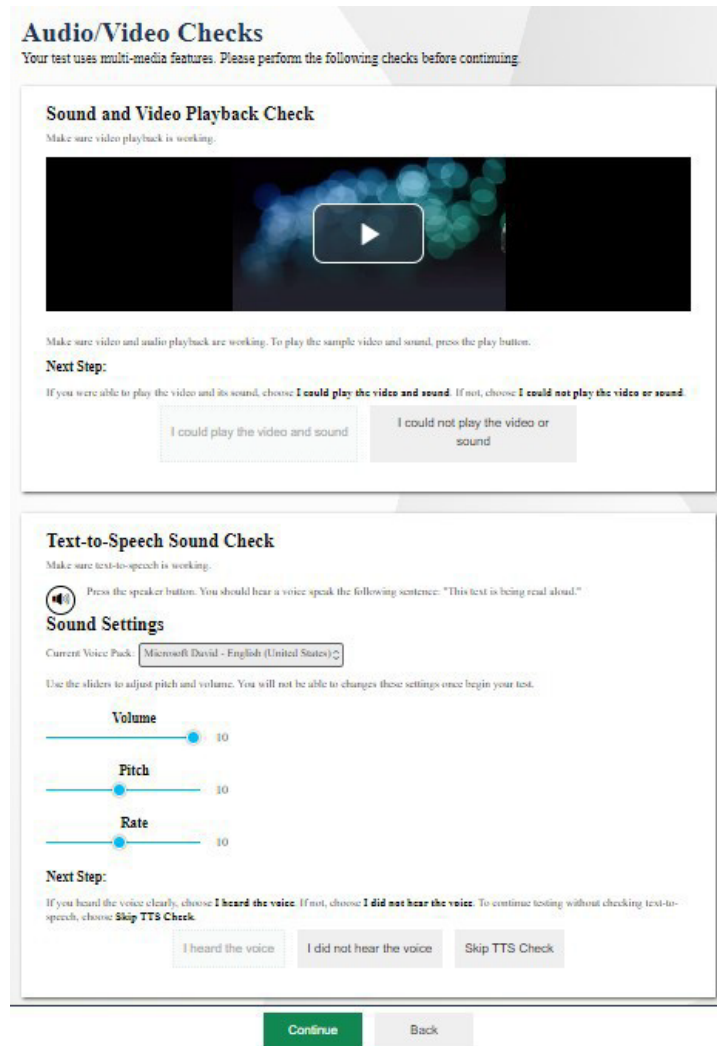 Audio/Video Checks
Your test uses multi-media features. Please perform the following checks before continuing.
Sound and Video Playback Check
Make sure video playback is working.
Make sure video and audio playback are working. To play the sample video and sound, press the play button.
Next Step:
If you were able to play the video and its sound, choose I could play the video and sound. If not, choose I could not play the video or sound.
I could play the video and sound
I could not play the video or
sound
Text-to-Speech Sound Check
Make sure text-to-speech is working.
Press the speaker button. You should hear a voice speak the following sentence: "This text is being read aloud."
Sound Settings
Current Voice Pack: Microsoft David - English (United States)
Use the sliders to adjust pitch and volume. You will not be able to changes these settings once begin your test.
Volume
10
Pitch
10
Rate
10
Next Step:
If you heard the voice clearly, choose I heard the voice. If not, choose I did not hear the voice. To continue testing without checking text-to-
speech, choose Skip TTS Check.
I heard the voice
I did not hear the voice
Skip TTS Check
Continue
Back